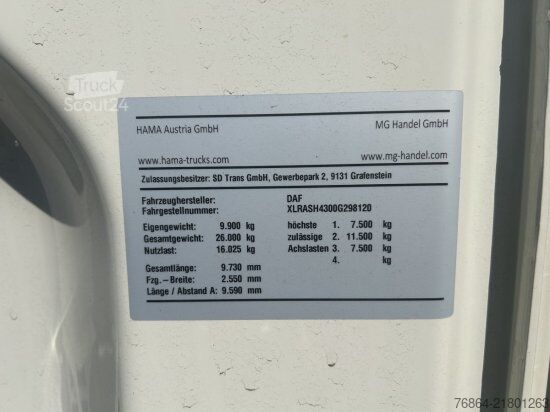 Truck
Scout24
HAMA Austria GmbH MG Handel GmbH
www.hama-trucks.com www.mg-handel.com
Zulassungsbesitzer: SD Trans GmbH, Gewerbepark 2, 9131 Grafenstein
Fahrzeughersteller: DAF
Fahrgestellnummer: XLRASH4300G298120
Eigengewicht: 9.900 kg höchste 1. 7.500 kg
Gesamtgewicht: 26.000 kg zulässige 2. 11.500 kg
Nutzlast: 16.025 kg Achslasten 3. 7.500 kg
4. kg
Gesamtlänge: 9.730 mm
Fzg. – Breite: 2.550 mm
Länge / Abstand A: 9.590 mm
76864-21801263